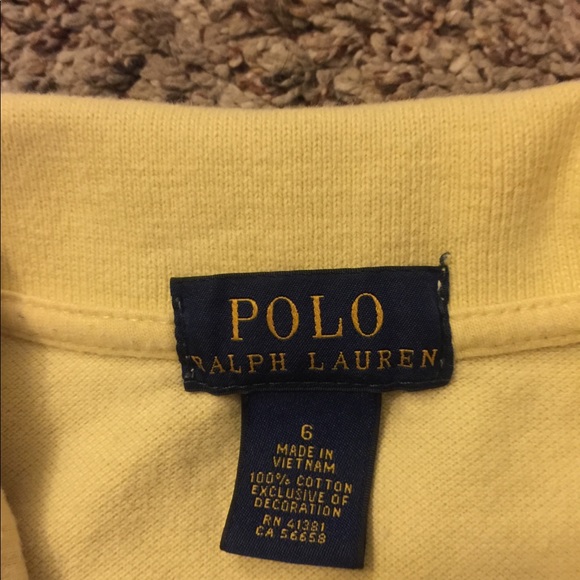 POLO
RALPH LAUREN
6
MADE IN
VIETNAM
100% COTTON
EXCLUSIVE OF
DECORATION
RN 41381
CA 56658